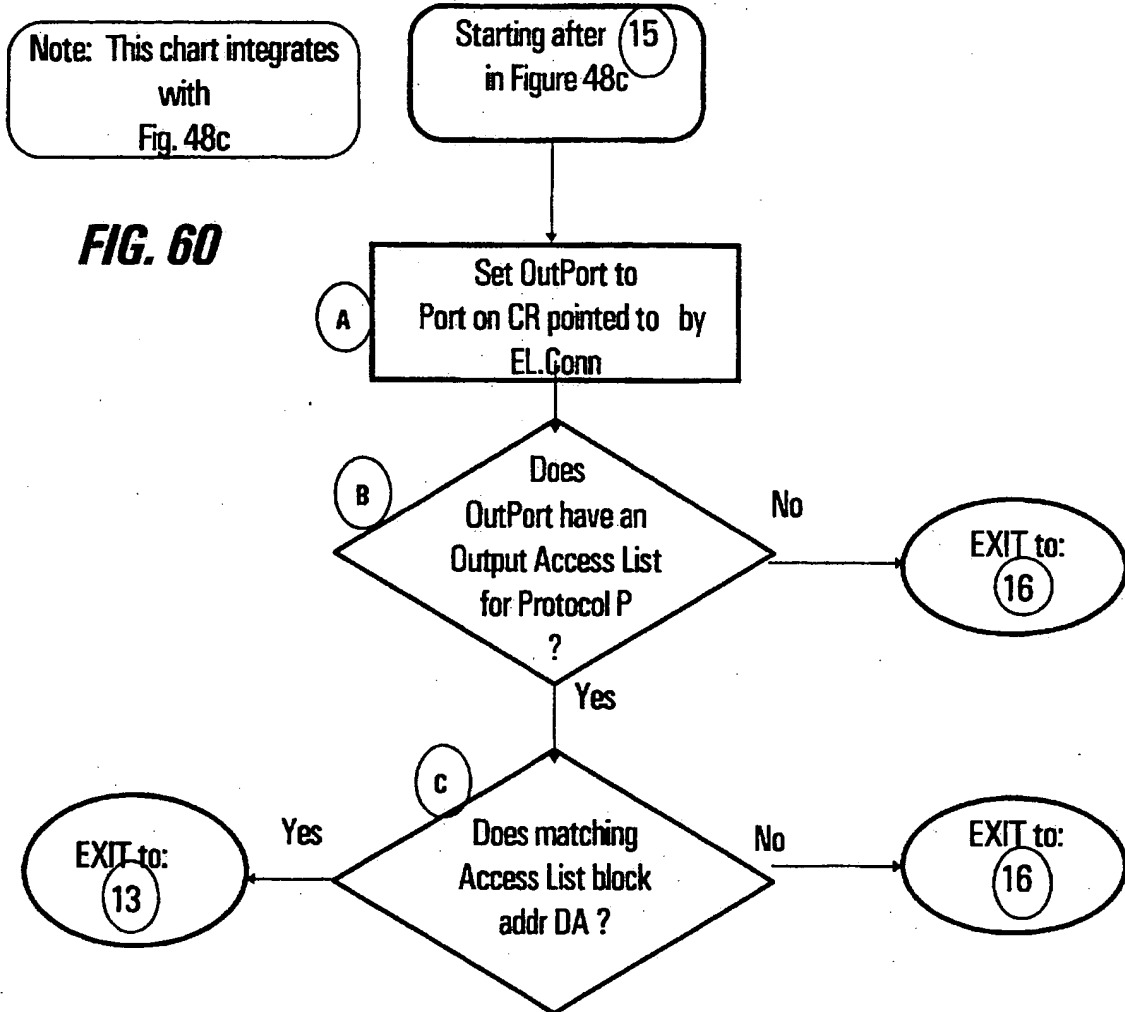 Note: This chart integrates
with
Fig. 48c
Starting after 15
in Figure 48c
FIG. 60
A
Set OutPort to
Port on CR pointed to by
EL.Conn
B
Does
OutPort have an
Output Access List
for Protocol P
?
No
EXIT to:
16
Yes
C
Does matching
Access List block
addr DA ?
Yes
EXIT to:
13
No
EXIT to:
16